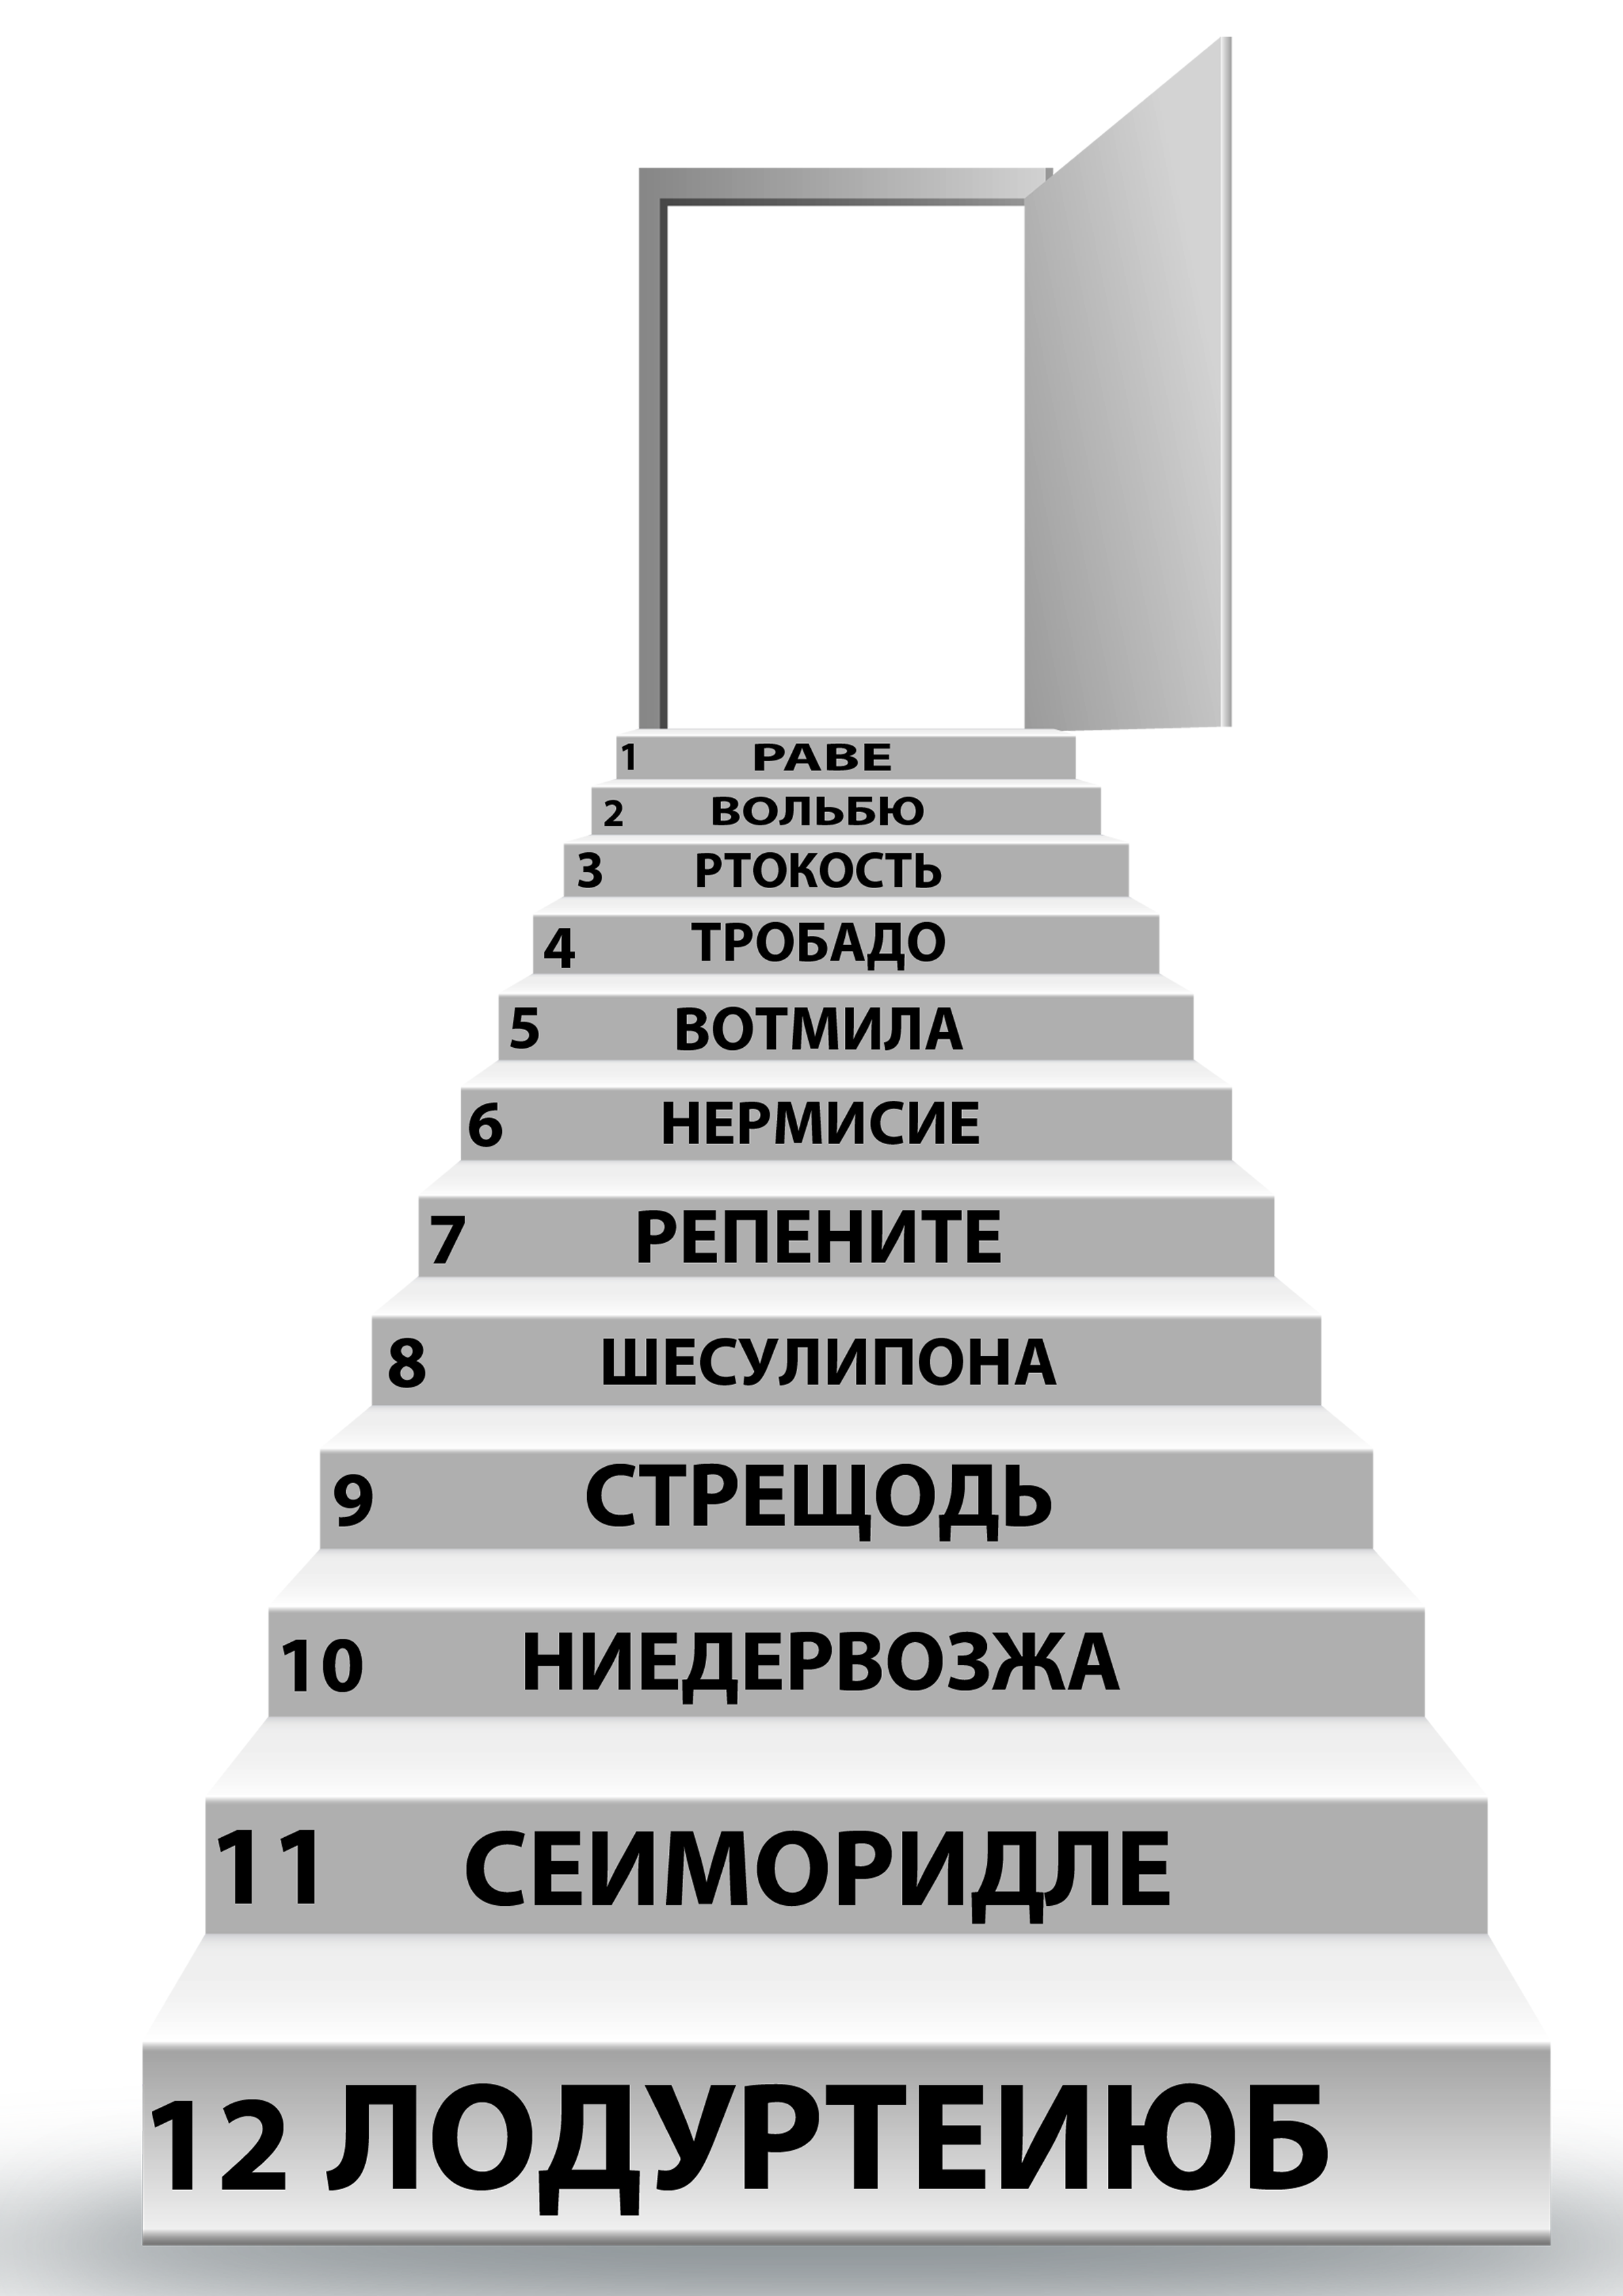 1 РАВЕ
2 ВОЛЬБЮ
3 РТОКОСТЬ
4 ТРОБАДО
5 ВОТМИЛА
6 НЕРМИСИЕ
7 РЕПЕНИТЕ
8 ШЕСУЛИПОНА
9 СТРЕЩОДЬ
10 НИЕДЕРВОЗЖА
11 СЕИМОРИДЛЕ
12 ЛОДУРТЕИЮБ